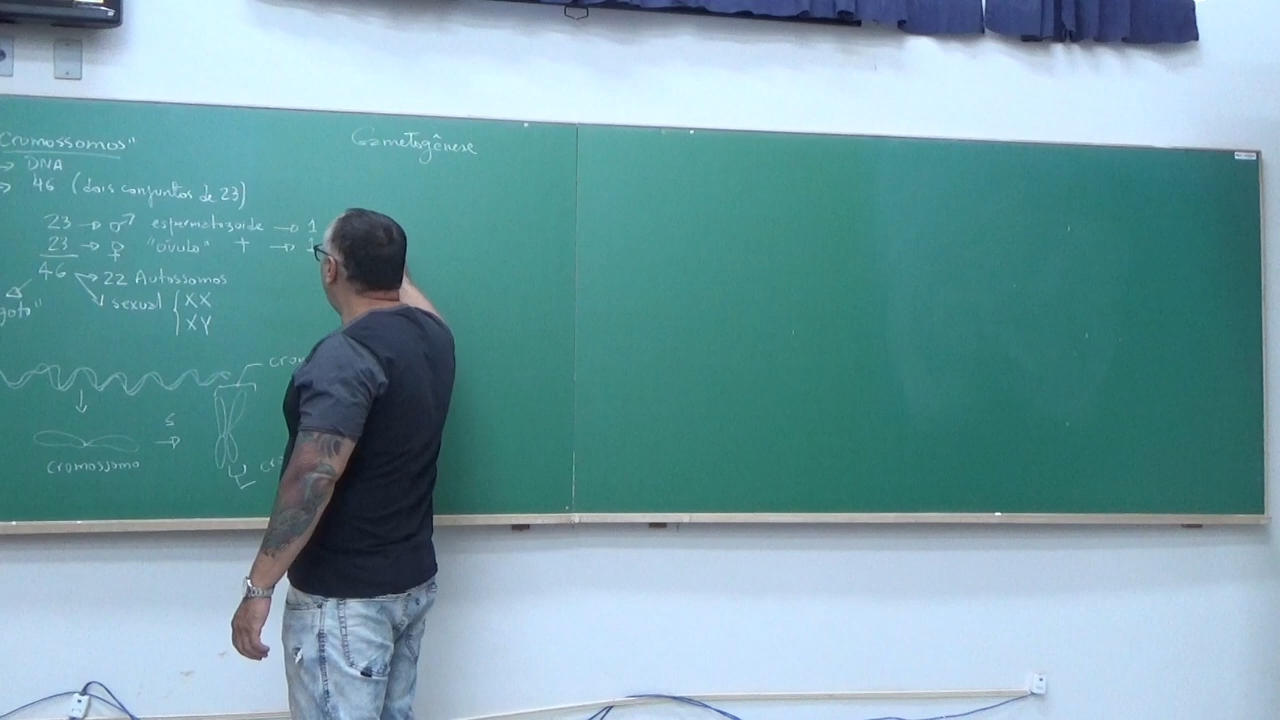 Cromossomos"
→ DNA
→ 46 (dois conjuntos de 23)
23 → ♂ espermatozoide → 1
23 → ♀ "óvulo" + → 1
46 → 22 Autossomos
sexual { XX
XY
S
cromossomo
Gametogênese